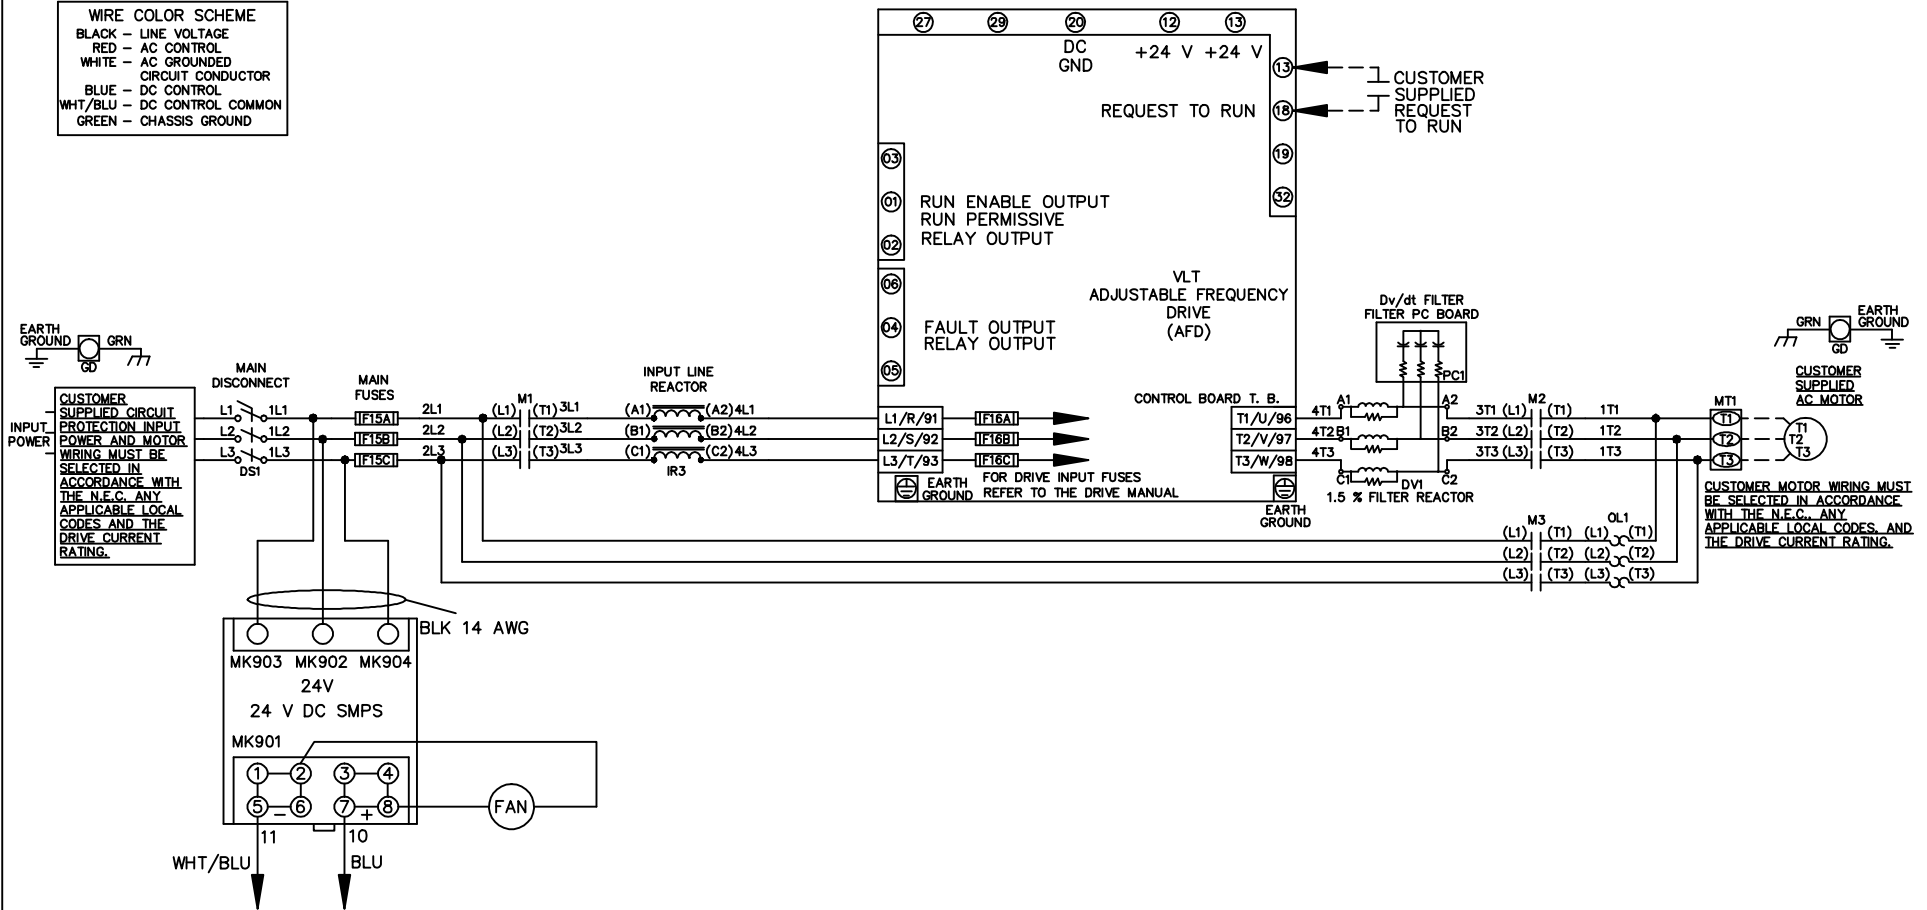 WIRE COLOR SCHEME
BLACK – LINE VOLTAGE
RED – AC CONTROL
WHITE – AC GROUNDED
CIRCUIT CONDUCTOR
BLUE – DC CONTROL
WHT/BLU – DC CONTROL COMMON
GREEN – CHASSIS GROUND
27 29 20 12 13
DC
GND
+24 V +24 V
13
18
19
32
REQUEST TO RUN
CUSTOMER
SUPPLIED
REQUEST
TO RUN
03
01
02
RUN ENABLE OUTPUT
RUN PERMISSIVE
RELAY OUTPUT
06
04
05
FAULT OUTPUT
RELAY OUTPUT
VLT
ADJUSTABLE FREQUENCY
DRIVE
(AFD)
CONTROL BOARD T. B.
L1/R/91 F16A T1/U/96
L2/S/92 F16B T2/V/97
L3/T/93 F16C T3/W/98
EARTH
GROUND
FOR DRIVE INPUT FUSES
REFER TO THE DRIVE MANUAL
EARTH
GROUND
EARTH
GROUND
GRN
GD
INPUT
POWER
CUSTOMER
SUPPLIED CIRCUIT
PROTECTION INPUT
POWER AND MOTOR
WIRING MUST BE
SELECTED IN
ACCORDANCE WITH
THE N.E.C. ANY
APPLICABLE LOCAL
CODES AND THE
DRIVE CURRENT
RATING.
MAIN
DISCONNECT
L1 1L1
L2 1L2
L3 1L3
DS1
MAIN
FUSES
F15A 2L1
F15B 2L2
F15C 2L3
M1
(L1) (T1) 3L1
(L2) (T2) 3L2
(L3) (T3) 3L3
INPUT LINE
REACTOR
(A1) (A2) 4L1
(B1) (B2) 4L2
(C1) (C2) 4L3
IR3
Dv/dt FILTER
FILTER PC BOARD
PC1
4T1 A1 A2
4T2 B1 B2
4T3 C1 C2
DV1
1.5 % FILTER REACTOR
M2
3T1 (L1) (T1) 1T1
3T2 (L2) (T2) 1T2
3T3 (L3) (T3) 1T3
M3 OL1
(L1) (T1) (L1) (T1)
(L2) (T2) (L2) (T2)
(L3) (T3) (L3) (T3)
GRN
GD
EARTH
GROUND
CUSTOMER
SUPPLIED
AC MOTOR
MT1
T1
T2
T3
T1
T2
T3
CUSTOMER MOTOR WIRING MUST
BE SELECTED IN ACCORDANCE
WITH THE N.E.C., ANY
APPLICABLE LOCAL CODES, AND
THE DRIVE CURRENT RATING.
BLK 14 AWG
MK903 MK902 MK904
24V
24 V DC SMPS
MK901
1 2 3 4
5 6 7 8
– +
FAN
11 10
WHT/BLU BLU